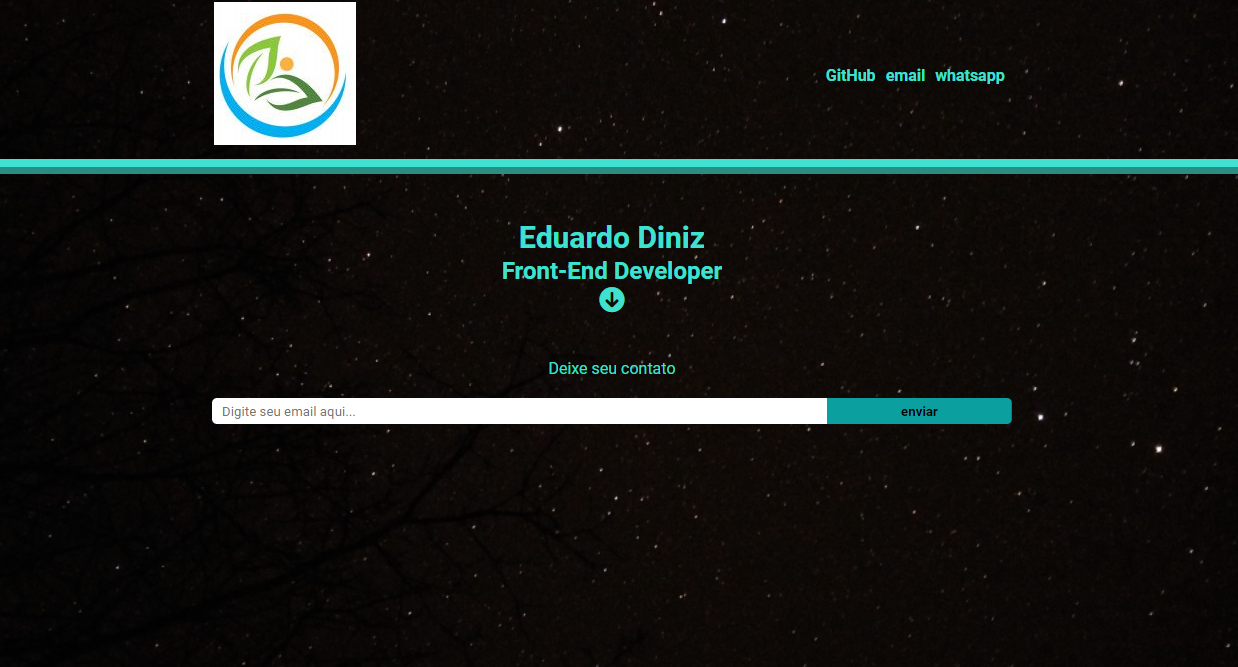 GitHub email whatsapp
Eduardo Diniz
Front-End Developer
Deixe seu contato
Digite seu email aqui... enviar